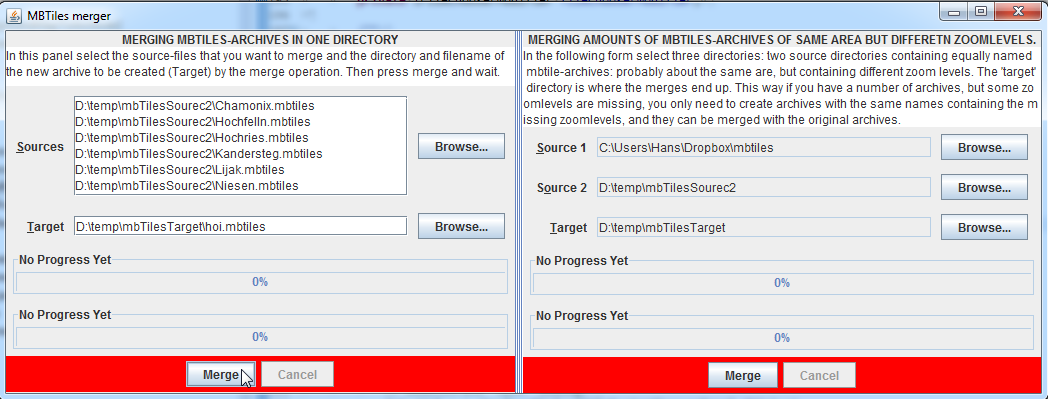 MBTiles merger
MERGING MBTILES-ARCHIVES IN ONE DIRECTORY
In this panel select the source-files that you want to merge and the directory and filename of
the new archive to be created (Target) by the merge operation. Then press merge and wait.
Sources
D:\temp\mbTilesSourec2\Chamonix.mbtiles
D:\temp\mbTilesSourec2\Hochfelln.mbtiles
D:\temp\mbTilesSourec2\Hochries.mbtiles
D:\temp\mbTilesSourec2\Kandersteg.mbtiles
D:\temp\mbTilesSourec2\Lijak.mbtiles
D:\temp\mbTilesSourec2\Niesen.mbtiles
Browse...
Target
D:\temp\mbTilesTarget\hoi.mbtiles
Browse...
No Progress Yet
0%
No Progress Yet
0%
Merge
Cancel
MERGING AMOUNTS OF MBTILES-ARCHIVES OF SAME AREA BUT DIFFERETN ZOOMLEVELS.
In the following form select three directories: two source directories containing equally named
mbtile-archives: probably about the same are, but containing different zoom levels. The 'target'
directory is where the merges end up. This way if you have a number of archives, but some zo
omlevels are missing, you only need to create archives with the same names containing the m
issing zoomlevels, and they can be merged with the original archives.
Source 1
C:\Users\Hans\Dropbox\mbtiles
Browse...
Source 2
D:\temp\mbTilesSourec2
Browse...
Target
D:\temp\mbTilesTarget
Browse...
No Progress Yet
0%
No Progress Yet
0%
Merge
Cancel